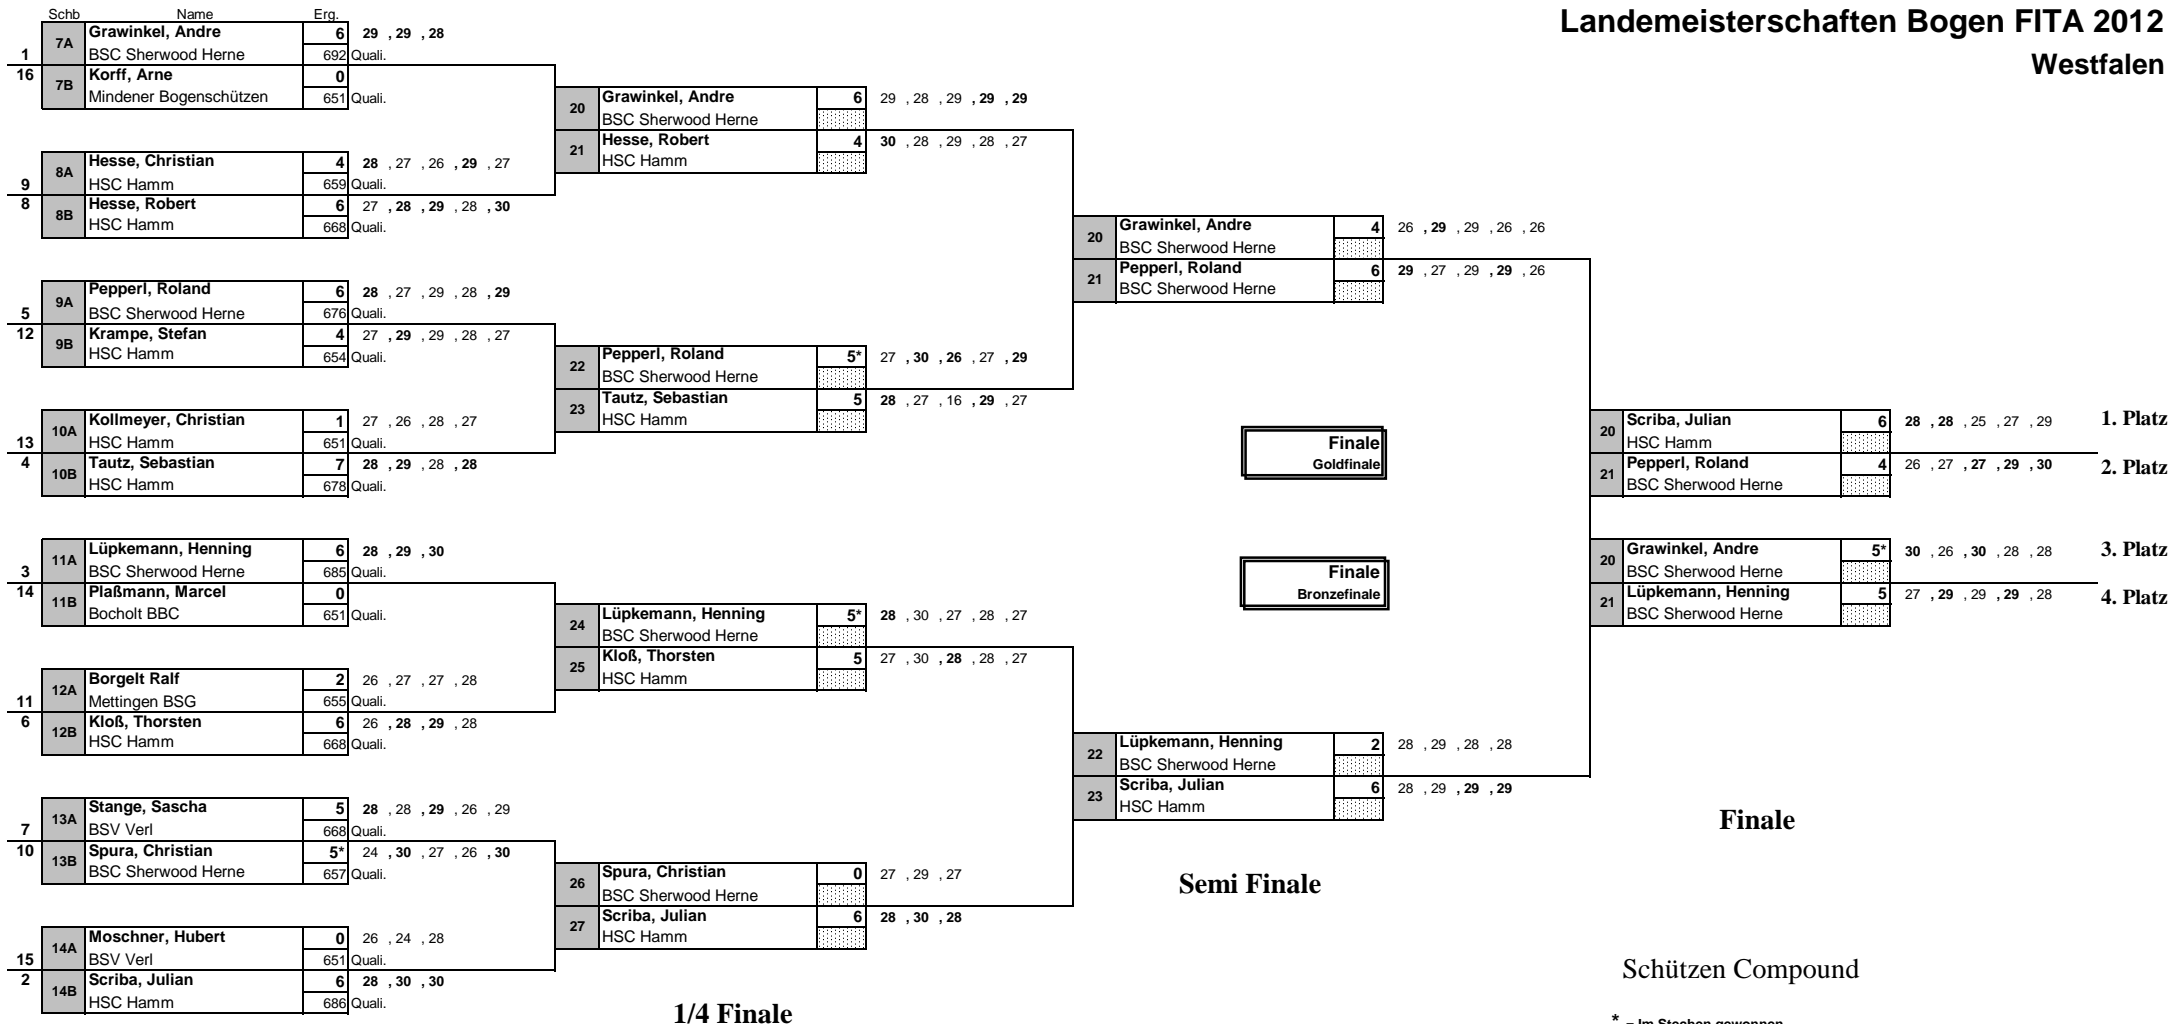 Landemeisterschaften Bogen FITA 2012
Westfalen
Schb Name Erg.
7A Grawinkel, Andre 6 29 , 29 , 28
1 BSC Sherwood Herne 692 Quali.
16 7B Korff, Arne 0
Mindener Bogenschützen 651 Quali.
8A Hesse, Christian 4 28 , 27 , 26 , 29 , 27
9 HSC Hamm 659 Quali.
8 8B Hesse, Robert 6 27 , 28 , 29 , 28 , 30
HSC Hamm 668 Quali.
9A Pepperl, Roland 6 28 , 27 , 29 , 28 , 29
5 BSC Sherwood Herne 676 Quali.
12 9B Krampe, Stefan 4 27 , 29 , 29 , 28 , 27
HSC Hamm 654 Quali.
10A Kollmeyer, Christian 1 27 , 26 , 28 , 27
13 HSC Hamm 651 Quali.
4 10B Tautz, Sebastian 7 28 , 29 , 28 , 28
HSC Hamm 678 Quali.
11A Lüpkemann, Henning 6 28 , 29 , 30
3 BSC Sherwood Herne 685 Quali.
14 11B Plaßmann, Marcel 0
Bocholt BBC 651 Quali.
12A Borgelt Ralf 2 26 , 27 , 27 , 28
11 Mettingen BSG 655 Quali.
6 12B Kloß, Thorsten 6 26 , 28 , 29 , 28
HSC Hamm 668 Quali.
13A Stange, Sascha 5 28 , 28 , 29 , 26 , 29
7 BSV Verl 668 Quali.
10 13B Spura, Christian 5* 24 , 30 , 27 , 26 , 30
BSC Sherwood Herne 657 Quali.
14A Moschner, Hubert 0 26 , 24 , 28
15 BSV Verl 651 Quali.
2 14B Scriba, Julian 6 28 , 30 , 30
HSC Hamm 686 Quali.
20 Grawinkel, Andre 6 29 , 28 , 29 , 29 , 29
BSC Sherwood Herne
21 Hesse, Robert 4 30 , 28 , 29 , 28 , 27
HSC Hamm
22 Pepperl, Roland 5* 27 , 30 , 26 , 27 , 29
BSC Sherwood Herne
23 Tautz, Sebastian 5 28 , 27 , 16 , 29 , 27
HSC Hamm
24 Lüpkemann, Henning 5* 28 , 30 , 27 , 28 , 27
BSC Sherwood Herne
25 Kloß, Thorsten 5 27 , 30 , 28 , 28 , 27
HSC Hamm
26 Spura, Christian 0 27 , 29 , 27
BSC Sherwood Herne
27 Scriba, Julian 6 28 , 30 , 28
HSC Hamm
1/4 Finale
20 Grawinkel, Andre 4 26 , 29 , 29 , 26 , 26
BSC Sherwood Herne
21 Pepperl, Roland 6 29 , 27 , 29 , 29 , 26
BSC Sherwood Herne
Finale
Goldfinale
Finale
Bronzefinale
22 Lüpkemann, Henning 2 28 , 29 , 28 , 28
BSC Sherwood Herne
23 Scriba, Julian 6 28 , 29 , 29 , 29
HSC Hamm
Semi Finale
20 Scriba, Julian 6 28 , 28 , 25 , 27 , 29 1. Platz
HSC Hamm
21 Pepperl, Roland 4 26 , 27 , 27 , 29 , 30 2. Platz
BSC Sherwood Herne
20 Grawinkel, Andre 5* 30 , 26 , 30 , 28 , 28 3. Platz
BSC Sherwood Herne
21 Lüpkemann, Henning 5 27 , 29 , 29 , 29 , 28 4. Platz
BSC Sherwood Herne
Finale
Schützen Compound
* = Im Stechen gewonnen